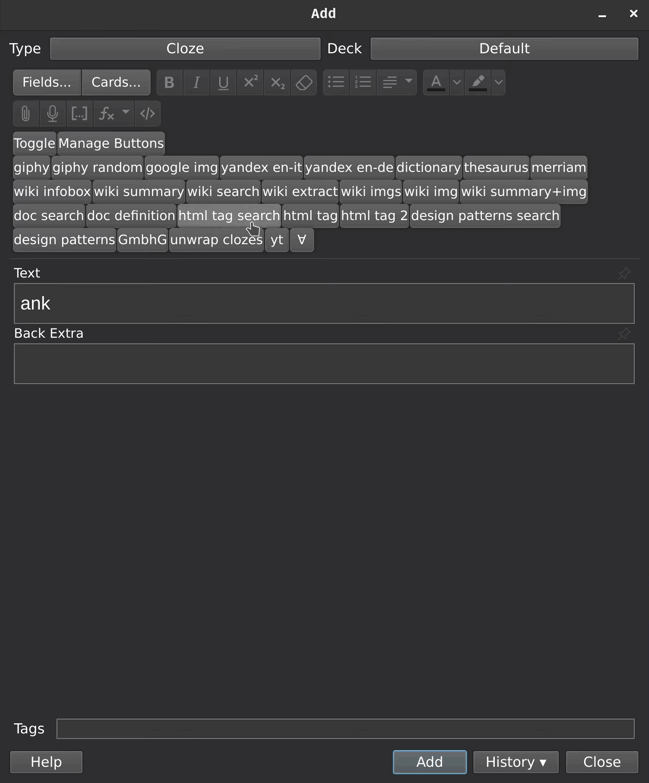 Add
Type Cloze Deck Default
Fields... Cards... B I U X² X₂ A
[...] fx </>
Toggle Manage Buttons
giphy giphy random google img yandex en-it yandex en-de dictionary thesaurus merriam
wiki infobox wiki summary wiki search wiki extract wiki imgs wiki img wiki summary+img
doc search doc definition html tag search html tag html tag 2 design patterns search
design patterns GmbhG unwrap clozes yt ∀
Text
ank
Back Extra
Tags
Help Add History ▾ Close